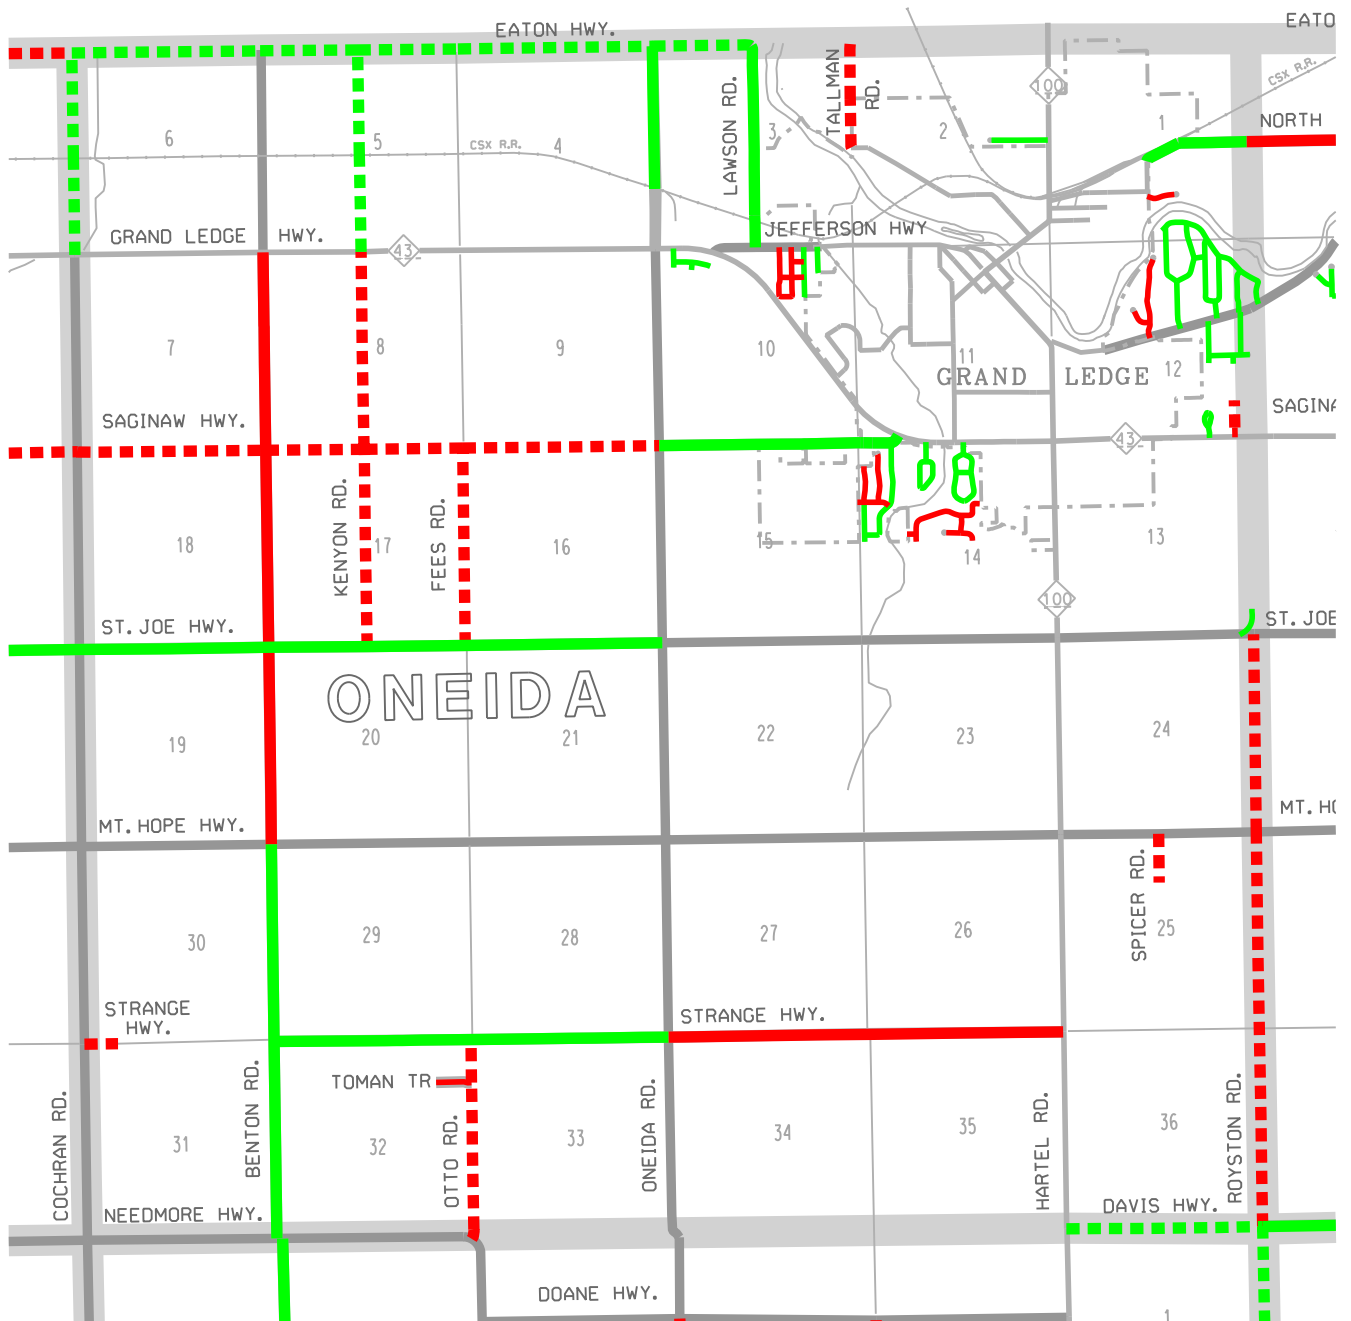 EATON HWY.
EATO
LAWSON RD.
TALLMAN
RD.
100
CSX R.R.
6
5
CSX R.R.
4
3
2
1
NORTH
GRAND LEDGE HWY.
43
JEFFERSON HWY
7
8
9
10
11
12
GRAND LEDGE
SAGINAW HWY.
SAGINA
43
KENYON RD.
FEES RD.
18
17
16
15
14
13
100
ST. JOE HWY.
ST. JOE
ONEIDA
19
20
21
22
23
24
MT. HOPE HWY.
MT. HO
SPICER RD.
30
29
28
27
26
25
STRANGE
HWY.
STRANGE HWY.
TOMAN TR
COCHRAN RD.
BENTON RD.
OTTO RD.
ONEIDA RD.
HARTEL RD.
ROYSTON RD.
31
32
33
34
35
36
NEEDMORE HWY.
DAVIS HWY.
DOANE HWY.
1